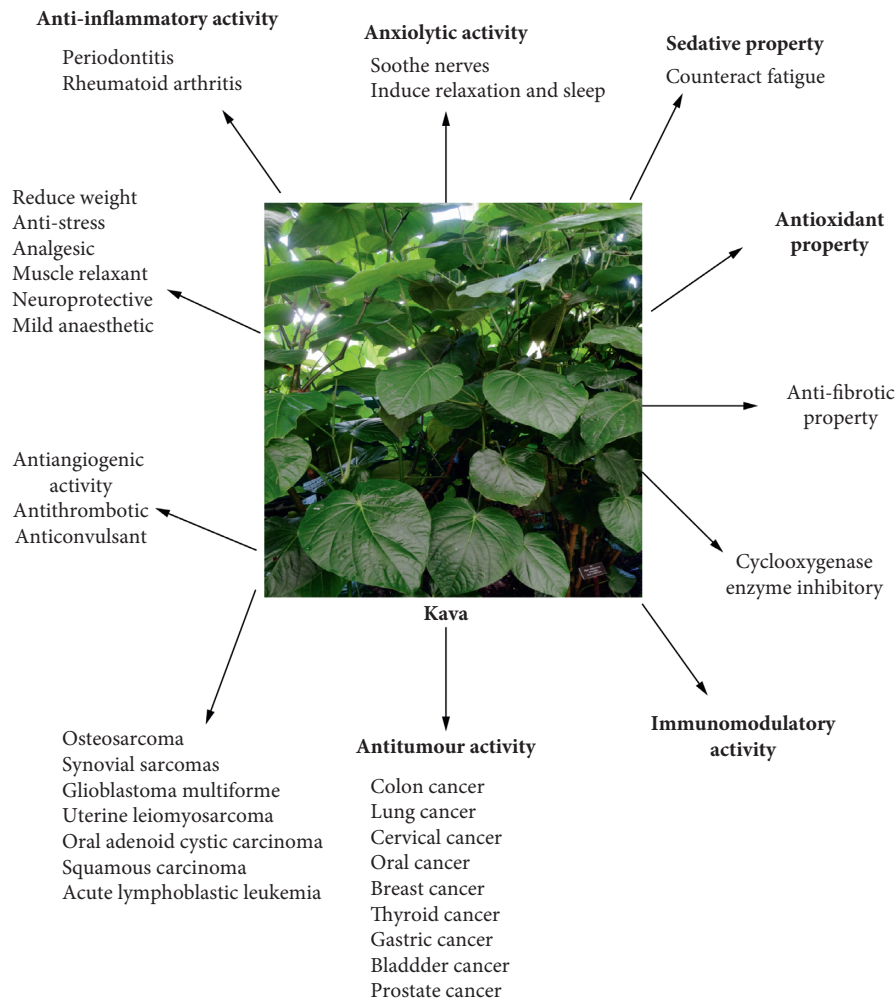 Anti-inflammatory activity
Periodontitis
Rheumatoid arthritis
Anxiolytic activity
Soothe nerves
Induce relaxation and sleep
Sedative property
Counteract fatigue
Reduce weight
Anti-stress
Analgesic
Muscle relaxant
Neuroprotective
Mild anaesthetic
Antioxidant
property
Anti-fibrotic
property
Antiangiogenic
activity
Antithrombotic
Anticonvulsant
Cyclooxygenase
enzyme inhibitory
Kava
Immunomodulatory
activity
Osteosarcoma
Synovial sarcomas
Glioblastoma multiforme
Uterine leiomyosarcoma
Oral adenoid cystic carcinoma
Squamous carcinoma
Acute lymphoblastic leukemia
Antitumour activity
Colon cancer
Lung cancer
Cervical cancer
Oral cancer
Breast cancer
Thyroid cancer
Gastric cancer
Bladdder cancer
Prostate cancer